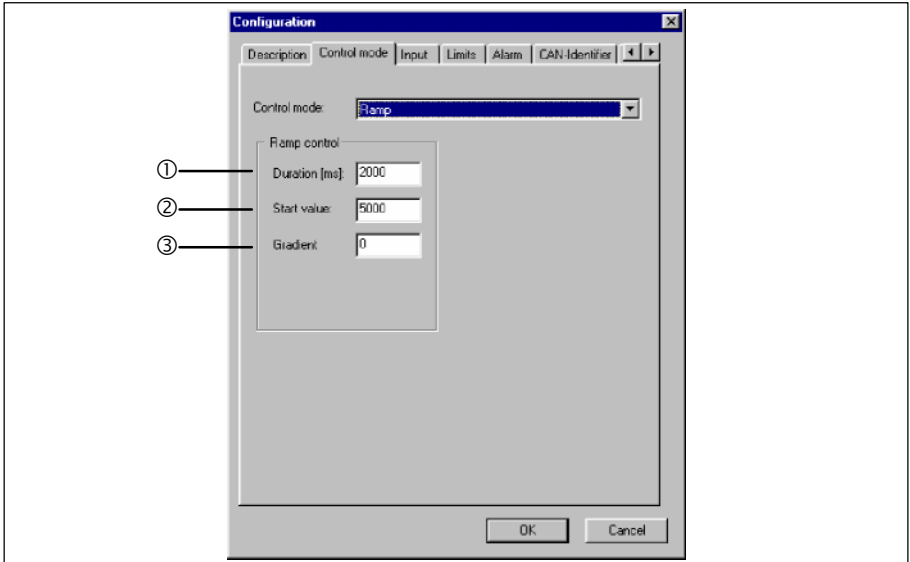 Configuration
Description Control mode Input Limits Alarm CAN-Identifier
Control mode: Ramp
Ramp control
① Duration [ms]: 2000
② Start value: 5000
③ Gradient 0
OK Cancel